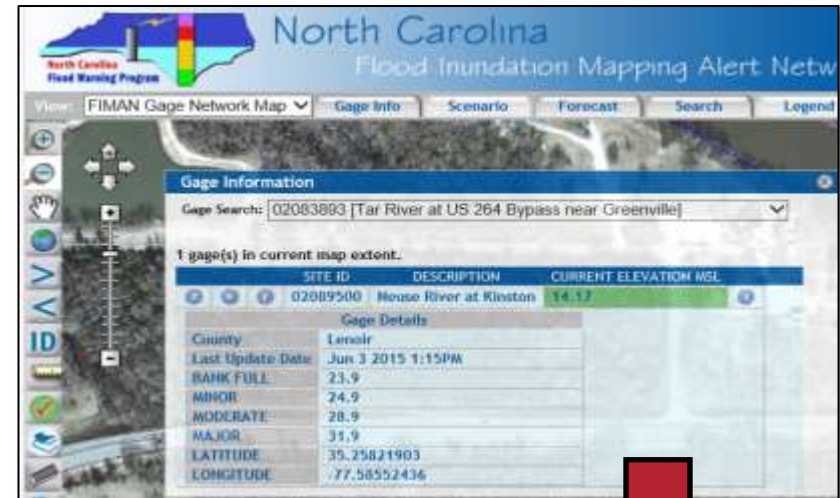 North Carolina
Flood Inundation Mapping Alert Netw
North Carolina
Flood Warning Program
View: FIMAN Gage Network Map Gage Info Scenario Forecast Search Legend
Gage Information
Gage Search: 02083893 [Tar River at US 264 Bypass near Greenville]
1 gage(s) in current map extent.
SITE ID DESCRIPTION CURRENT ELEVATION MSL
02089500 Neuse River at Kinston 14.17
Gage Details
County Lenoir
Last Update Date Jun 3 2015 1:15PM
BANK FULL 23.9
MINOR 24.9
MODERATE 28.9
MAJOR 31.9
LATITUDE 35.25821903
LONGITUDE -77.58552436
ID